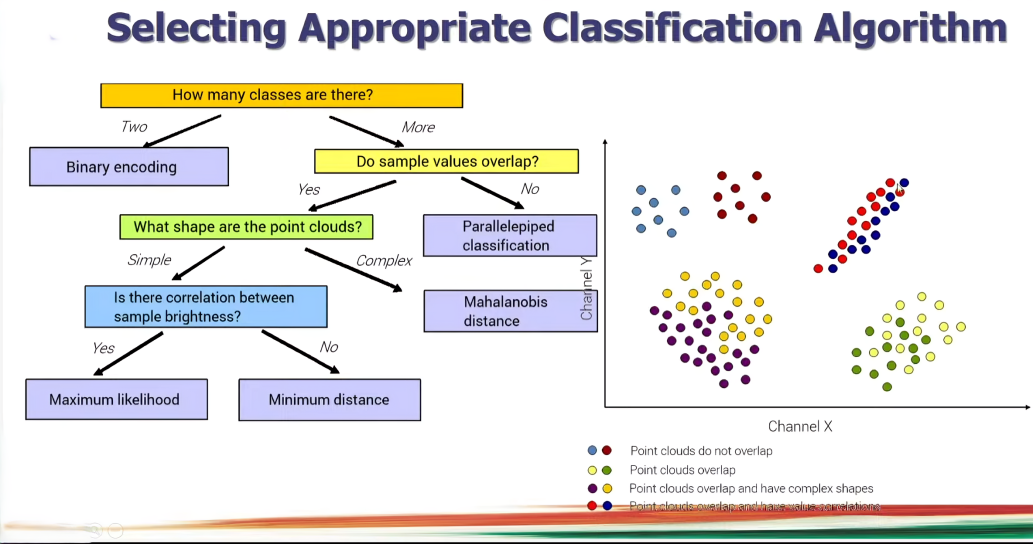 Selecting Appropriate Classification Algorithm
How many classes are there?
Two
More
Binary encoding
Do sample values overlap?
Yes
No
What shape are the point clouds?
Parallelepiped
classification
Simple
Complex
Is there correlation between
sample brightness?
Mahalanobis
distance
Yes
No
Maximum likelihood
Minimum distance
Channel Y
Channel X
Point clouds do not overlap
Point clouds overlap
Point clouds overlap and have complex shapes
Point clouds overlap and have value correlations